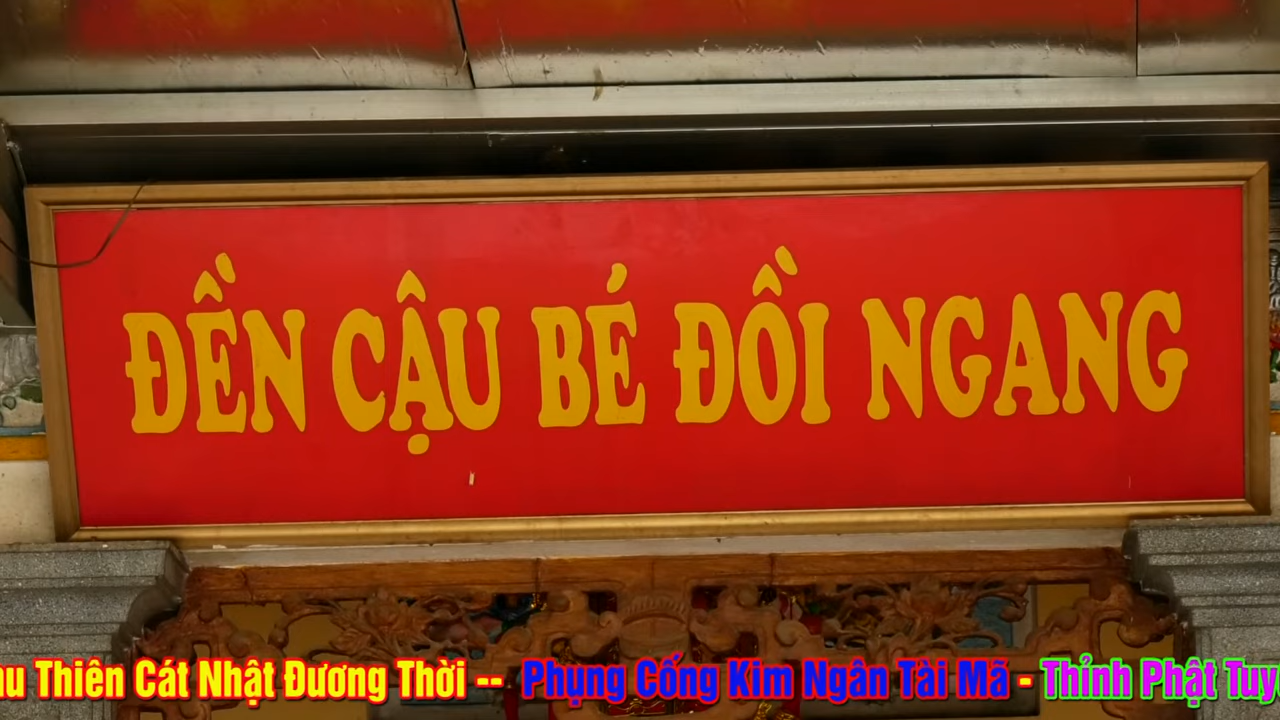 ĐỀN CẬU BÉ ĐỒI NGANG
Thiên Cát Nhật Đương Thời -- Phụng Cống Kim Ngân Tài Mã - Thỉnh Phật